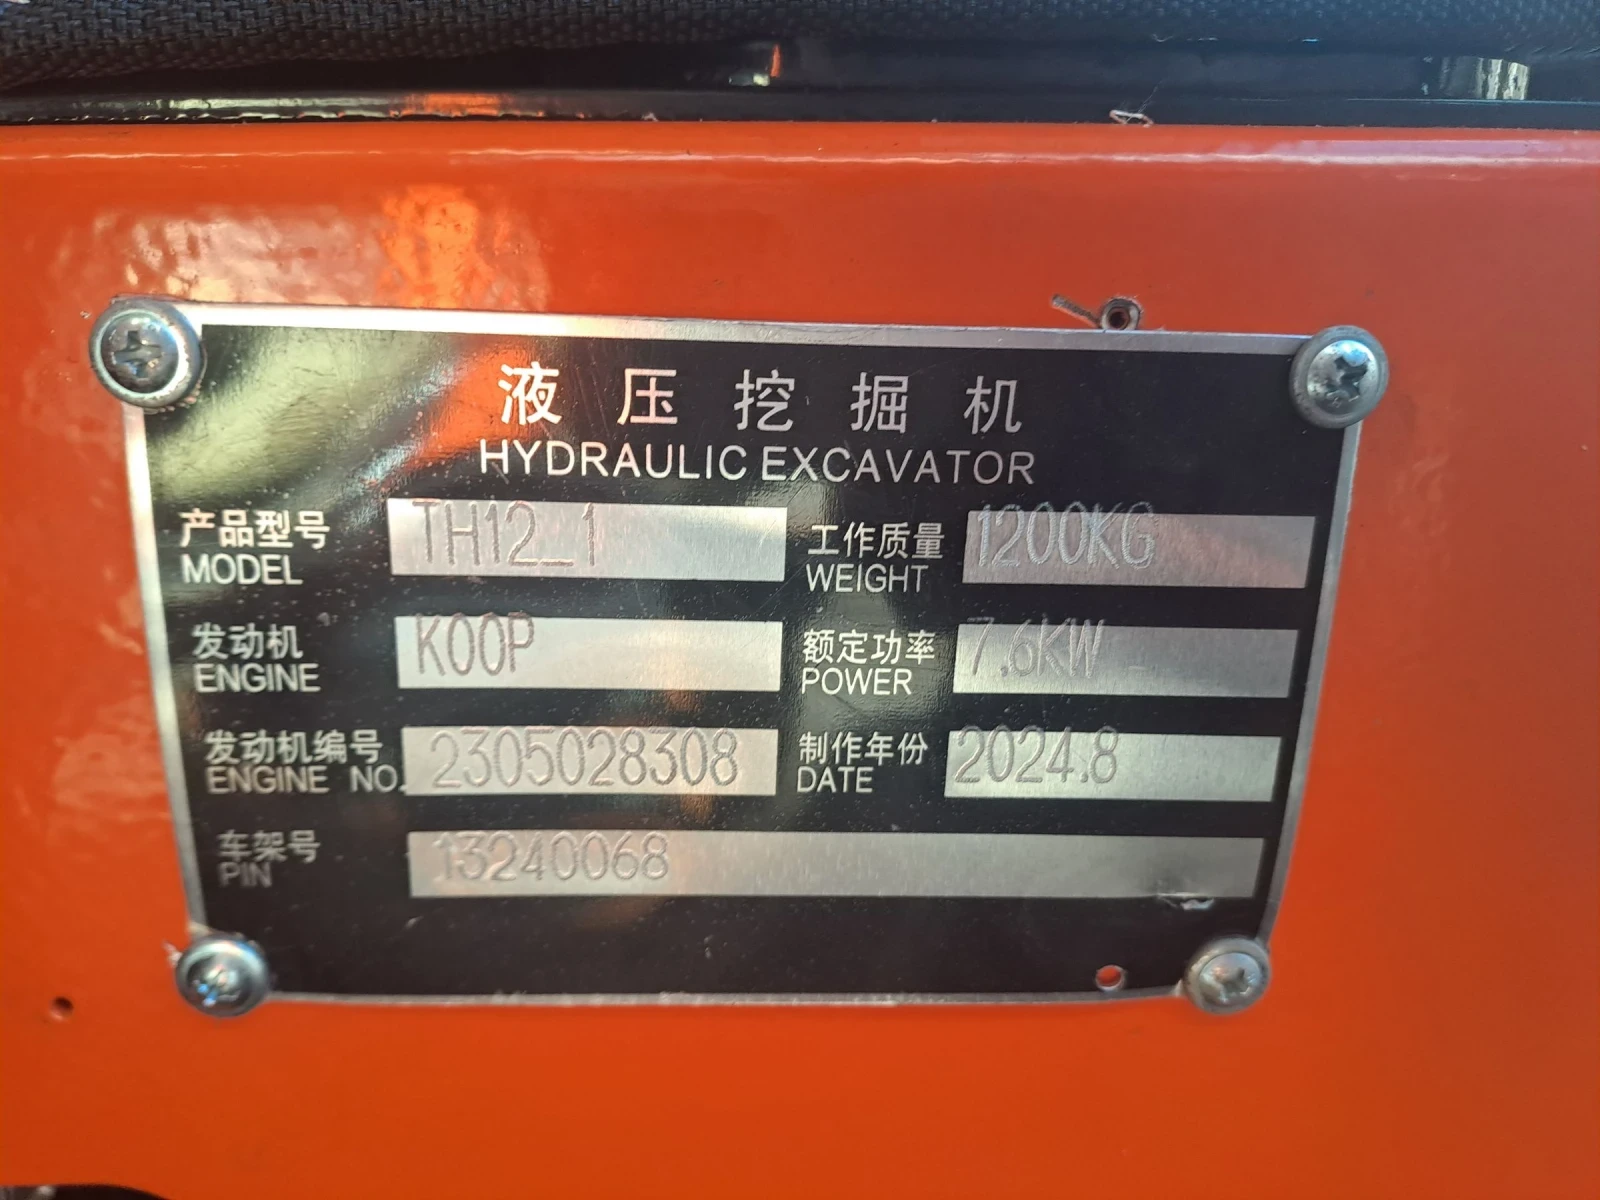 液压挖掘机
HYDRAULIC EXCAVATOR
产品型号 TH12_1 工作质量 1200KG
MODEL WEIGHT
发动机 KOOP 额定功率 7.6KW
ENGINE POWER
发动机编号 2305028308 制作年份 2024.8
ENGINE NO. DATE
车架号 13240068
PIN